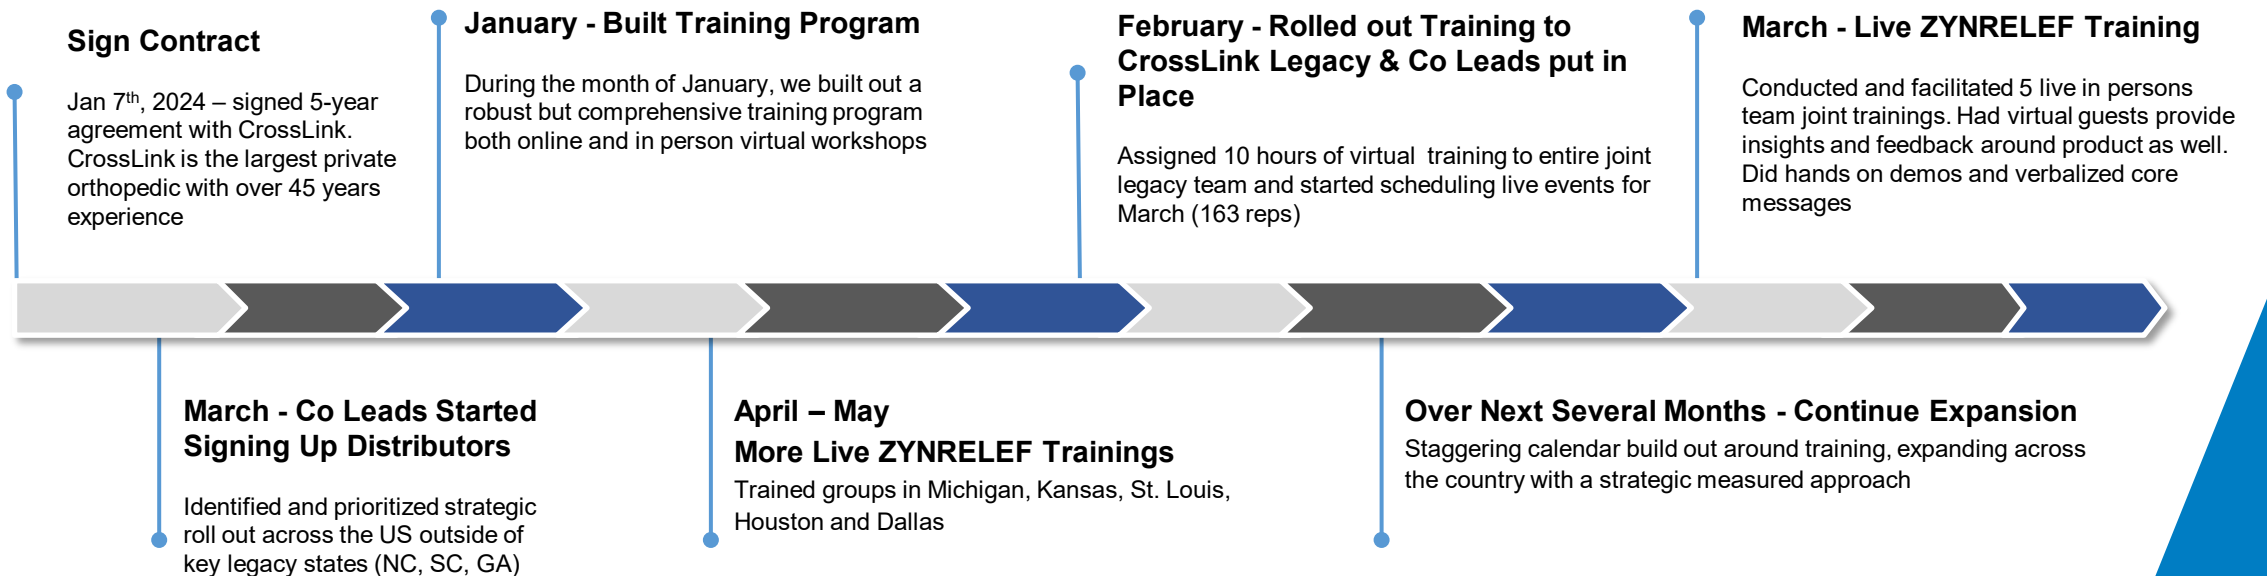 Sign Contract
Jan 7th, 2024 – signed 5-year
agreement with CrossLink.
CrossLink is the largest private
orthopedic with over 45 years
experience
January - Built Training Program
During the month of January, we built out a
robust but comprehensive training program
both online and in person virtual workshops
February - Rolled out Training to
CrossLink Legacy & Co Leads put in
Place
Assigned 10 hours of virtual training to entire joint
legacy team and started scheduling live events for
March (163 reps)
March - Live ZYNRELEF Training
Conducted and facilitated 5 live in persons
team joint trainings. Had virtual guests provide
insights and feedback around product as well.
Did hands on demos and verbalized core
messages
March - Co Leads Started
Signing Up Distributors
Identified and prioritized strategic
roll out across the US outside of
key legacy states (NC, SC, GA)
April – May
More Live ZYNRELEF Trainings
Trained groups in Michigan, Kansas, St. Louis,
Houston and Dallas
Over Next Several Months - Continue Expansion
Staggering calendar build out around training, expanding across
the country with a strategic measured approach